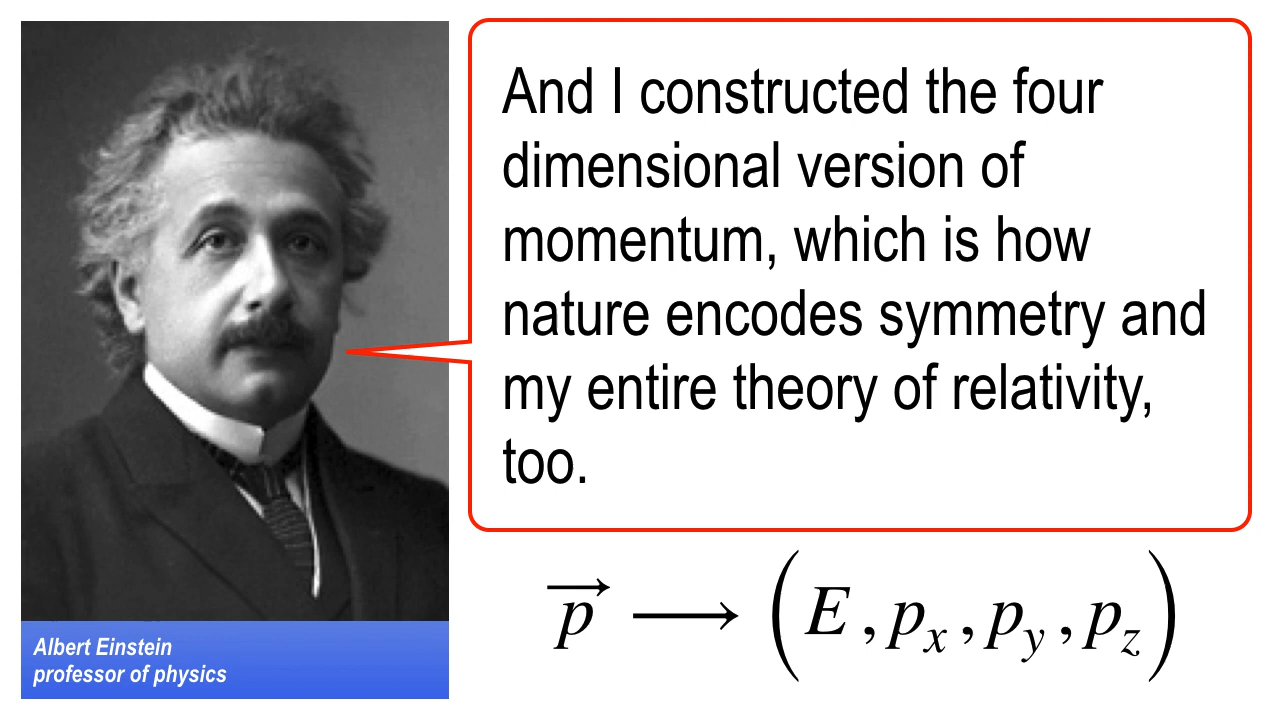 And I constructed the four
dimensional version of
momentum, which is how
nature encodes symmetry and
my entire theory of relativity,
too.
p⃗ ⟶ (E, pₓ, p_y, p_z)
Albert Einstein
professor of physics